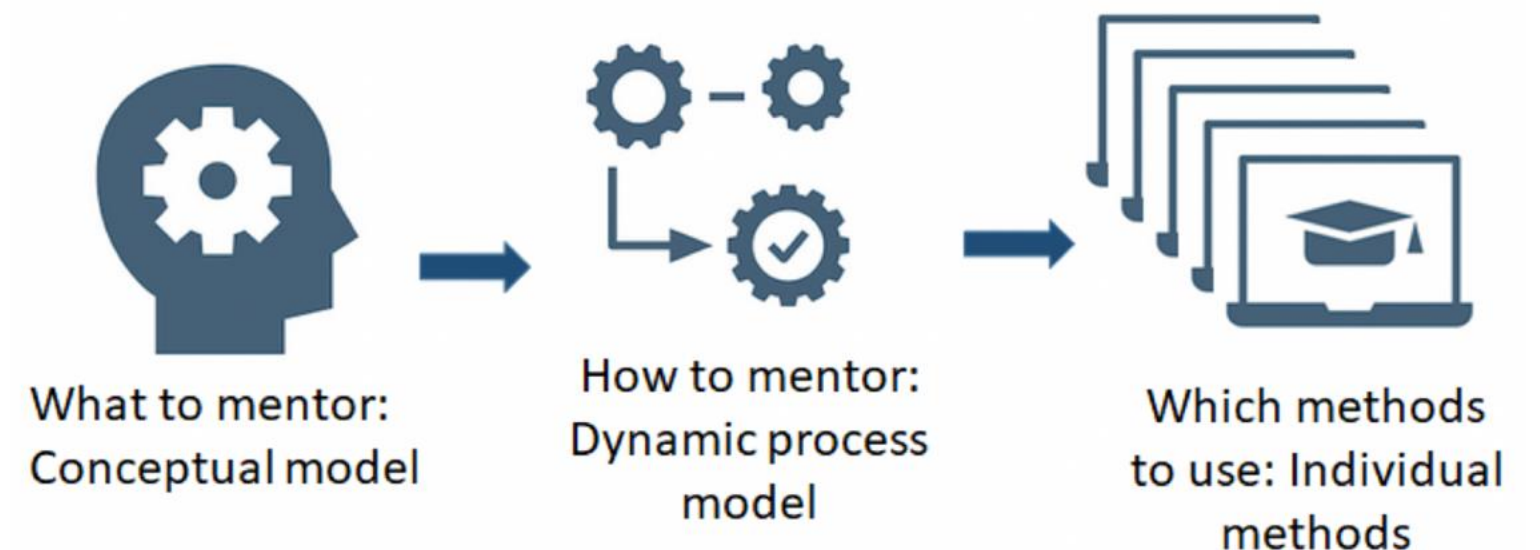 What to mentor:
Conceptual model
How to mentor:
Dynamic process
model
Which methods
to use: Individual
methods